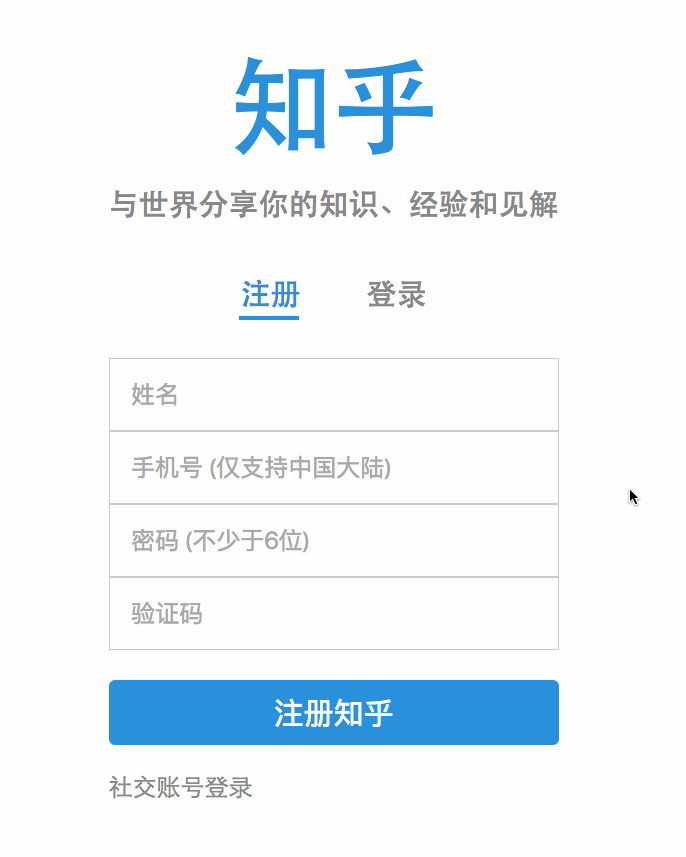 知乎
与世界分享你的知识、经验和见解
注册 登录
姓名
手机号 (仅支持中国大陆)
密码 (不少于6位)
验证码
注册知乎
社交账号登录